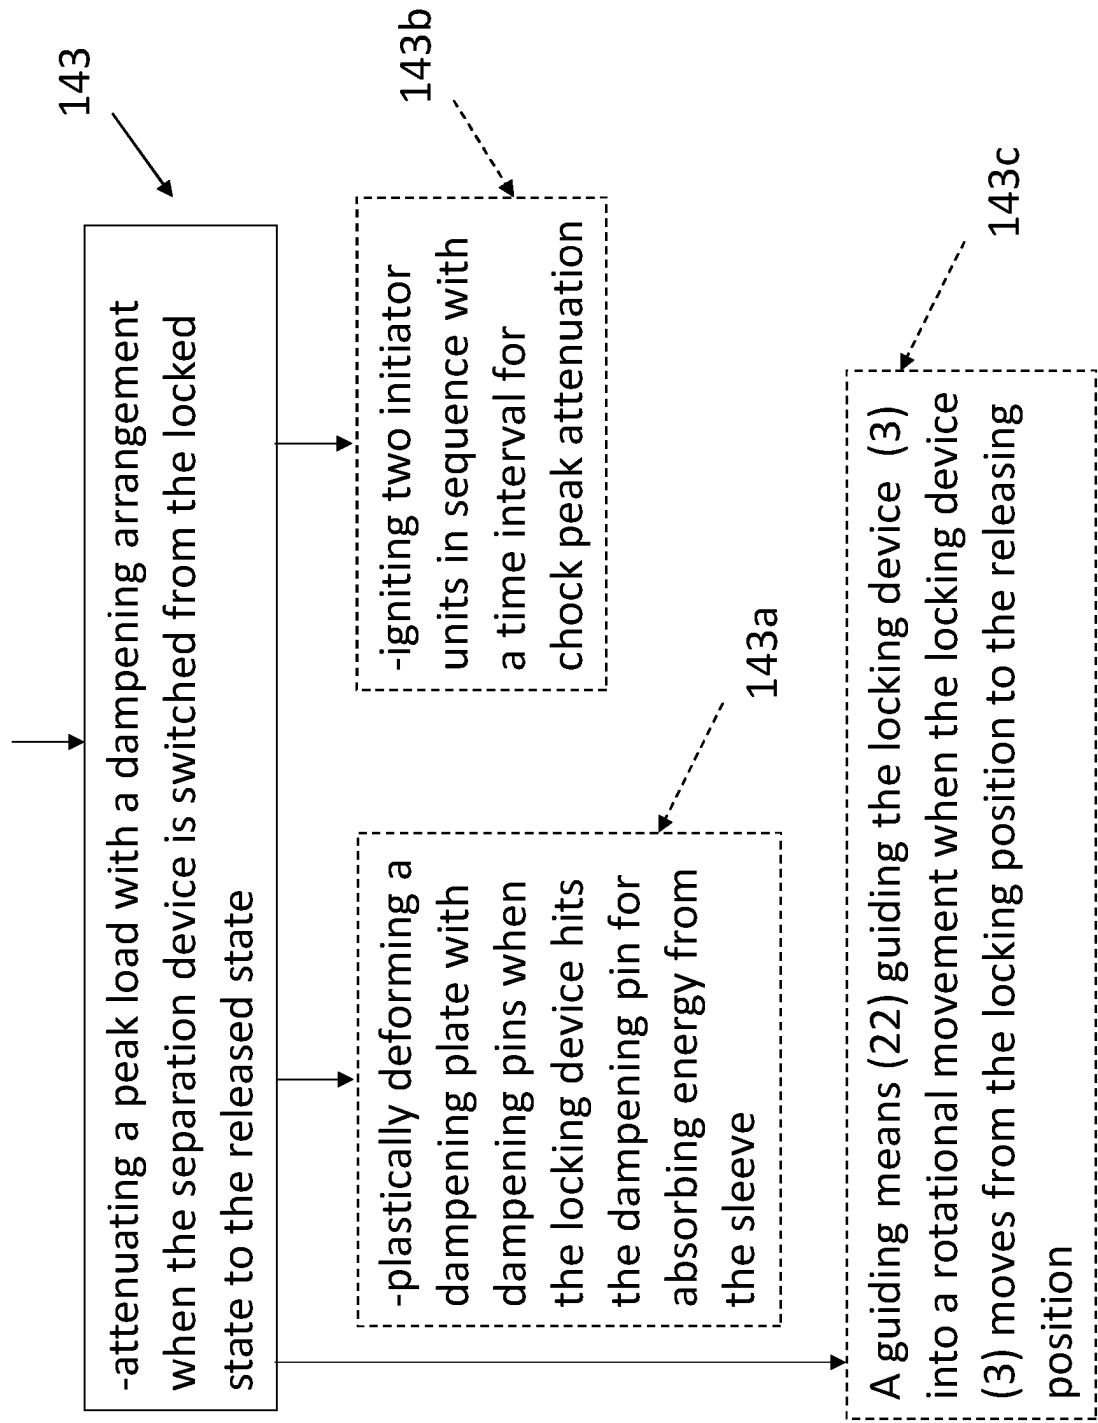 143
-attenuating a peak load with a dampening arrangement
when the separation device is switched from the locked
state to the released state
143b
-igniting two initiator
units in sequence with
a time interval for
chock peak attenuation
143a
-plastically deforming a
dampening plate with
dampening pins when
the locking device hits
the dampening pin for
absorbing energy from
the sleeve
143c
A guiding means (22) guiding the locking device (3)
into a rotational movement when the locking device
(3) moves from the locking position to the releasing
position